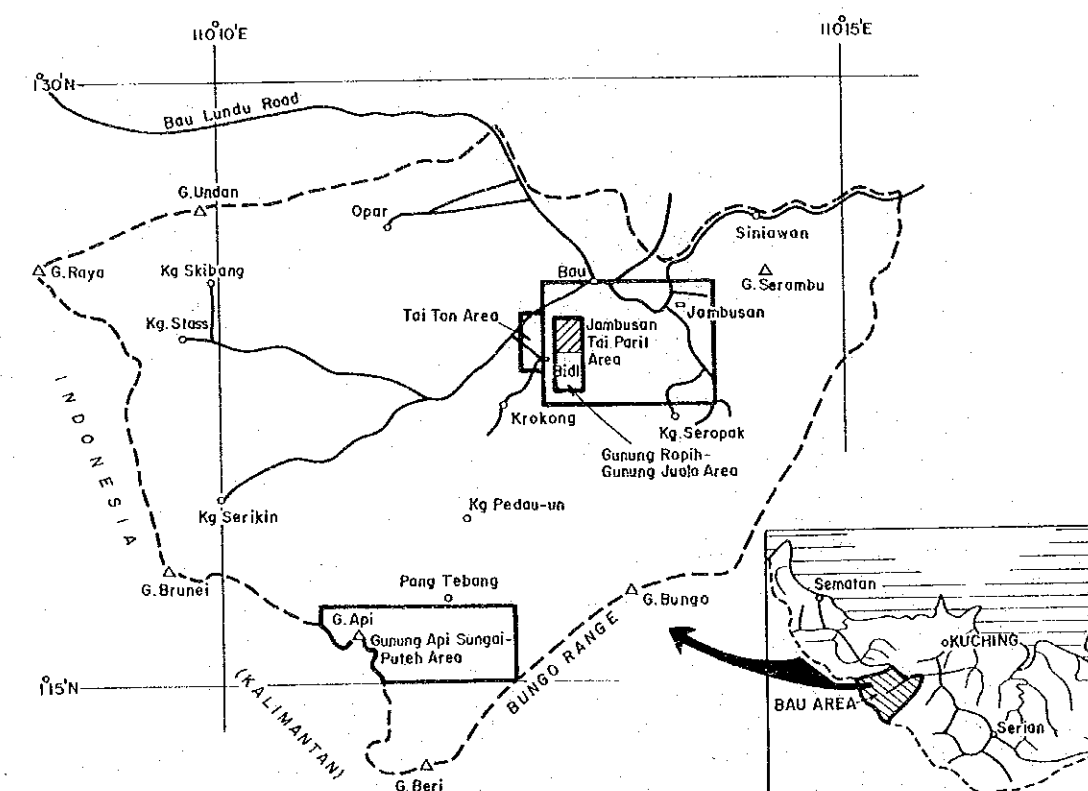 110°10'E
110°15'E
1°30'N
Bau Lundu Road
G.Undan
Opar
Siniawan
G.Raya
Kg Skibang
Bau
G.Serambu
Kg.Stass
Tai Ton Area
Jambusan
Tai Parit
Area
Jambusan
Bidi
Krokong
Kg.Seropak
Gunung Ropih-
Gunung Juala Area
INDONESIA
Kg Serikin
Kg Pedau-un
G.Brunei
Pang Tebang
G.Bungo
G.Api
Gunung Api Sungai-
Puteh Area
1°15'N
(KALIMANTAN)
BUNGO RANGE
G.Beri
Sematan
KUCHING
BAU AREA
Serian